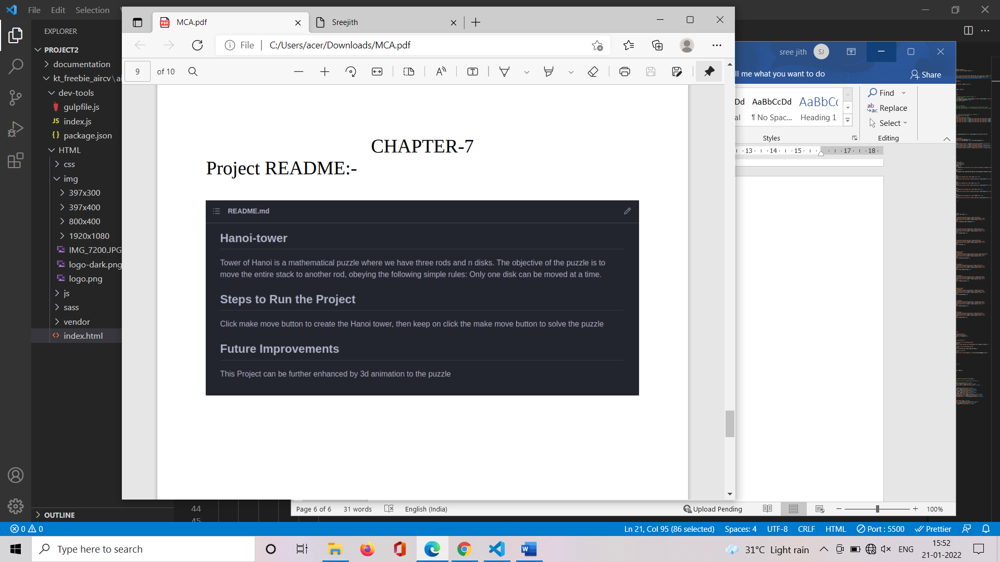 File Edit Selection
EXPLORER
PROJECT2
documentation
kt_freebie_aircv\ai
dev-tools
gulpfile.js
JS index.js
{} package.json
HTML
css
img
397x300
397x400
800x400
1920x1080
IMG_7200.JPG
logo-dark.png
logo.png
js
sass
vendor
<> index.html
OUTLINE
44
45
MCA.pdf
Sreejith
File | C:/Users/acer/Downloads/MCA.pdf
9 of 10
CHAPTER-7
Project README:-
README.md
Hanoi-tower
Tower of Hanoi is a mathematical puzzle where we have three rods and n disks. The objective of the puzzle is to
move the entire stack to another rod, obeying the following simple rules: Only one disk can be moved at a time.
Steps to Run the Project
Click make move button to create the Hanoi tower, then keep on click the make move button to solve the puzzle
Future Improvements
This Project can be further enhanced by 3d animation to the puzzle
sree jith SJ
ll me what you want to do Share
Dd AaBbCcDd AaBbCc
al ¶ No Spac... Heading 1
Styles
Find
Replace
Select
Editing
13 14 15 17 18
Page 6 of 6 31 words English (India) Upload Pending 100%
0 0 Ln 21, Col 95 (86 selected) Spaces: 4 UTF-8 CRLF HTML Port : 5500 Prettier
Type here to search
31°C Light rain ENG
15:52
21-01-2022